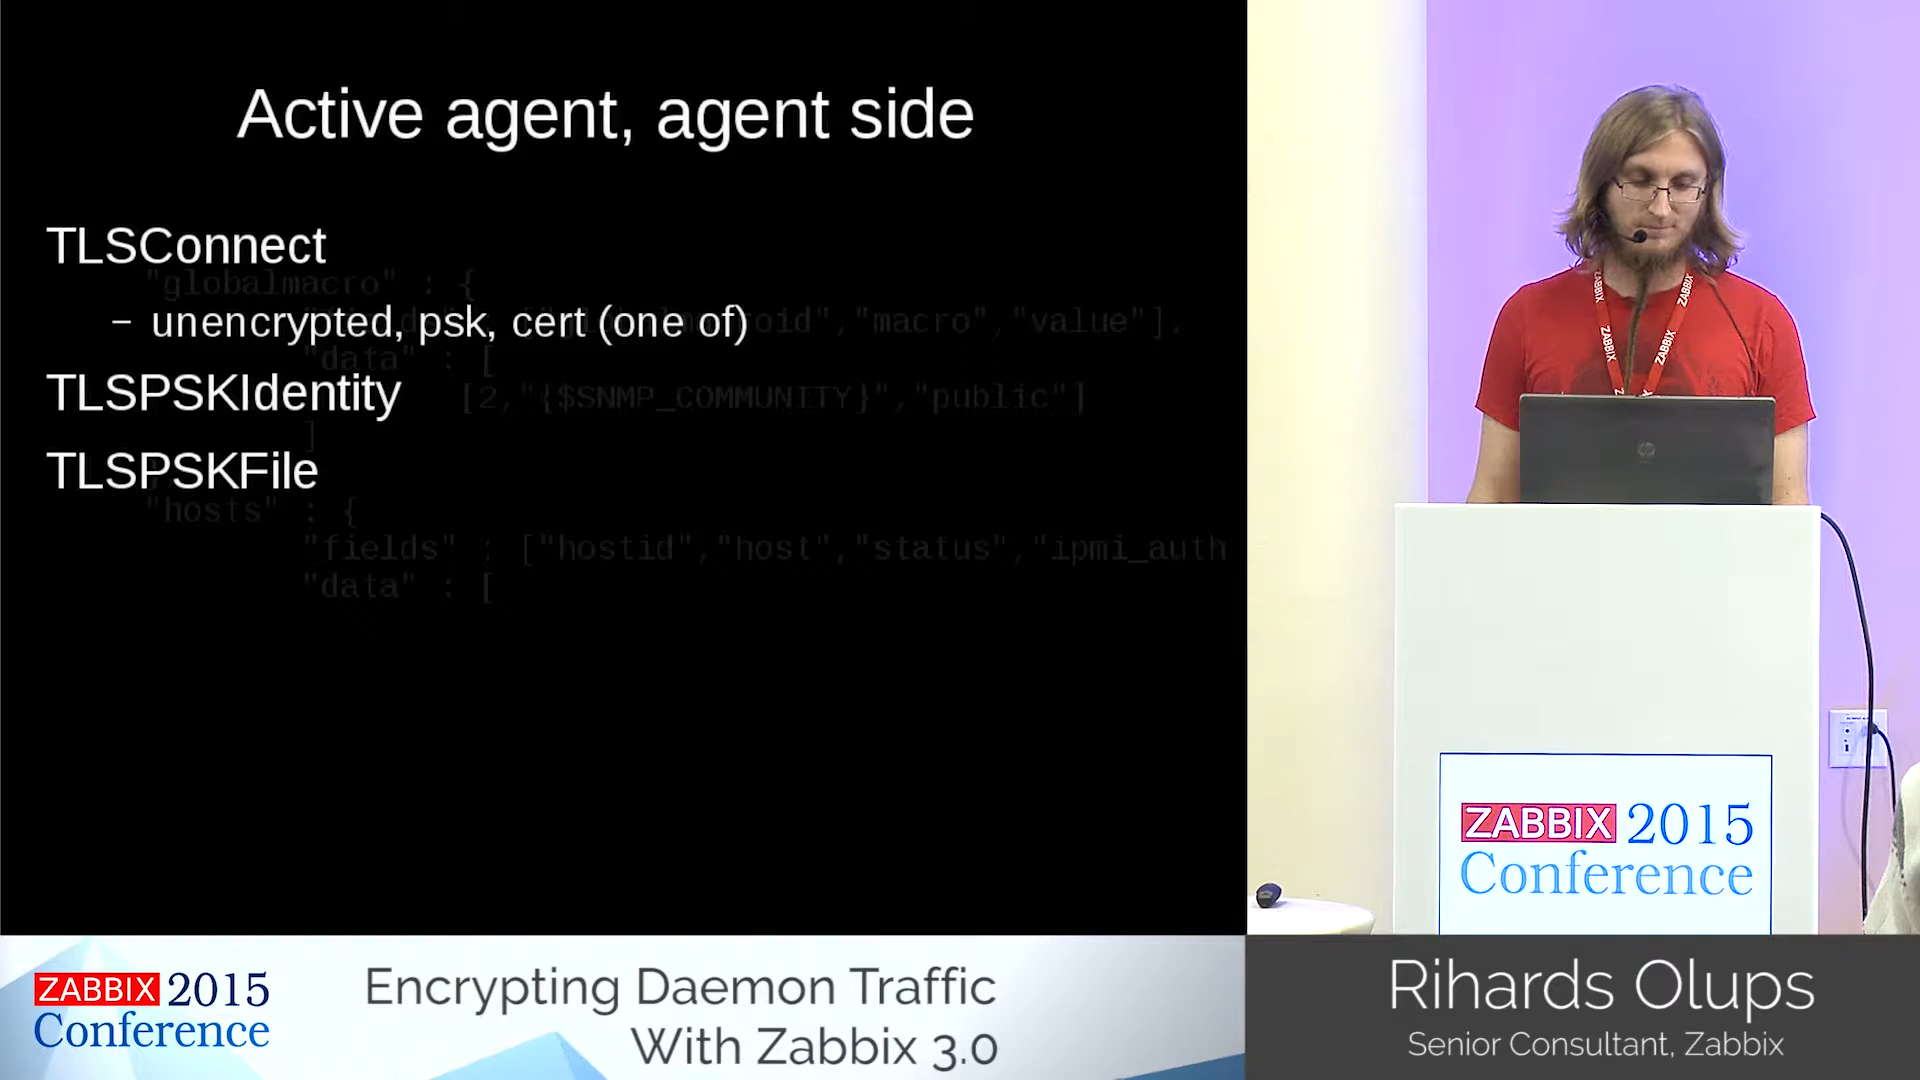 Active agent, agent side
TLSConnect
"globalmacro" : {
– unencrypted, psk, cert (one of)
"macro","value"],
"data" : [
TLSPSKIdentity
[2,"{$SNMP_COMMUNITY}","public"]
]
TLSPSKFile
"hosts" : {
"fields" : ["hostid","host","status","ipmi_auth
"data" : [
ZABBIX
ZABBIX
ZABBIX
ZABBIX
hp
ZABBIX 2015
Conference
ZABBIX 2015
Conference
Encrypting Daemon Traffic
With Zabbix 3.0
Rihards Olups
Senior Consultant, Zabbix